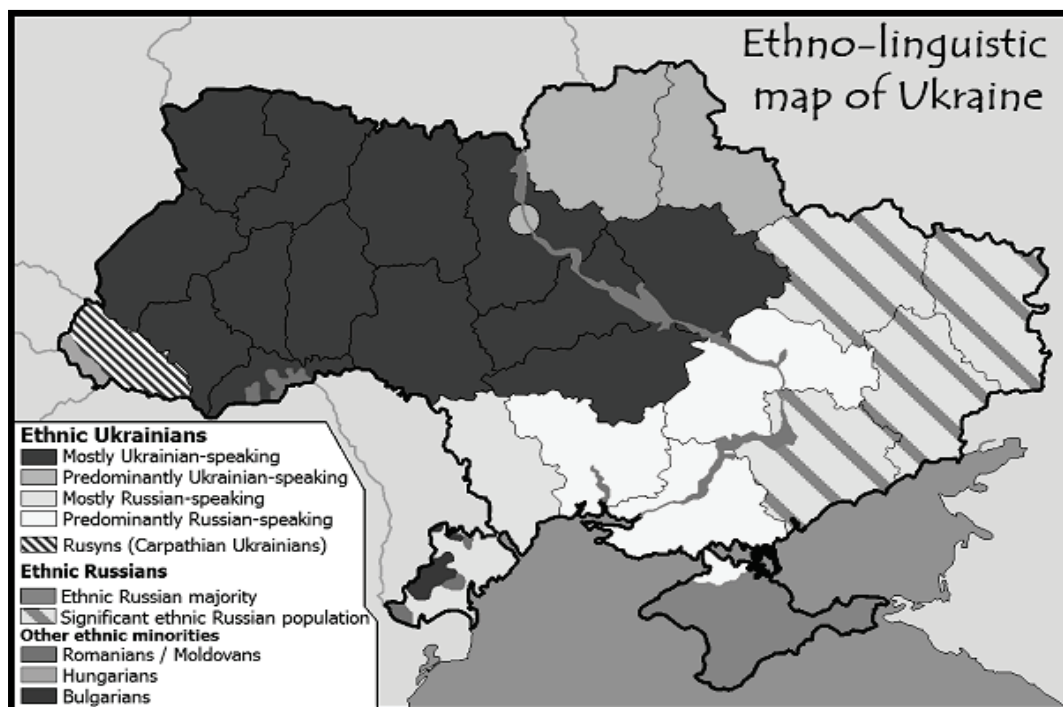 Ethno-linguistic
map of Ukraine
Ethnic Ukrainians
Mostly Ukrainian-speaking
Predominantly Ukrainian-speaking
Mostly Russian-speaking
Predominantly Russian-speaking
Rusyns (Carpathian Ukrainians)
Ethnic Russians
Ethnic Russian majority
Significant ethnic Russian population
Other ethnic minorities
Romanians / Moldovans
Hungarians
Bulgarians